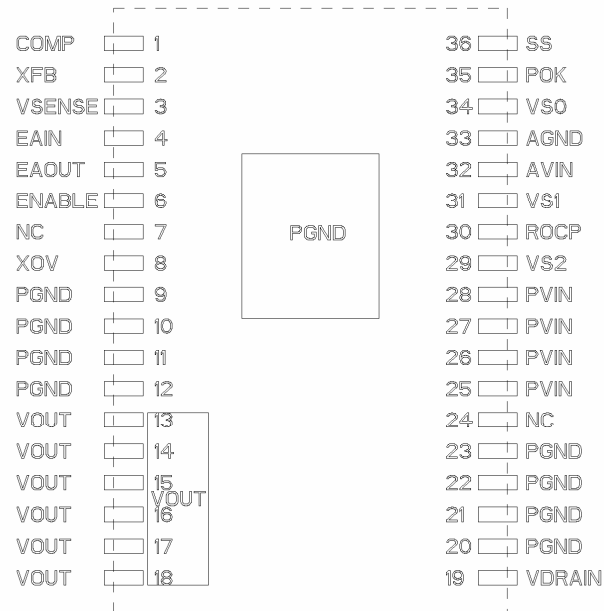 COMP 1 36 SS
XFB 2 35 POK
VSENSE 3 34 VS0
EAIN 4 33 AGND
EAOUT 5 32 AVIN
ENABLE 6 31 VS1
NC 7 PGND 30 ROCP
XOV 8 29 VS2
PGND 9 28 PVIN
PGND 10 27 PVIN
PGND 11 26 PVIN
PGND 12 25 PVIN
VOUT 13 24 NC
VOUT 14 23 PGND
VOUT 15 22 PGND
VOUT
VOUT 16 21 PGND
VOUT 17 20 PGND
VOUT 18 19 VDRAIN